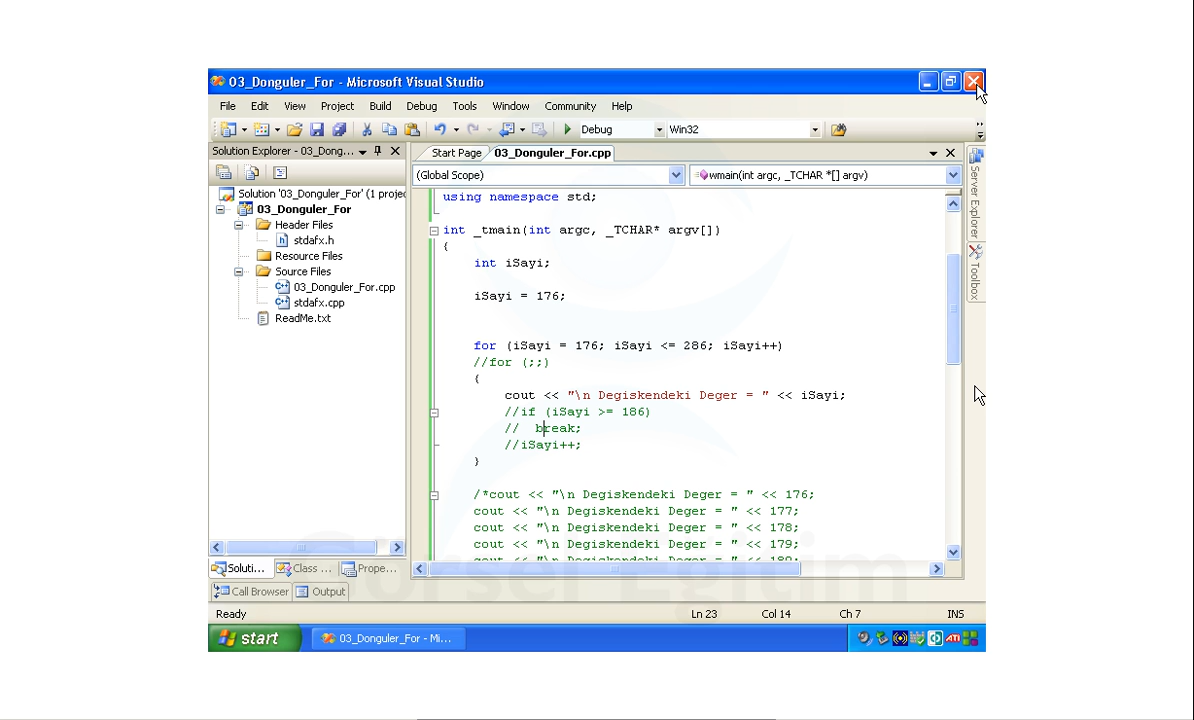 03_Donguler_For - Microsoft Visual Studio
File Edit View Project Build Debug Tools Window Community Help
Debug Win32
Solution Explorer - 03_Dong...
Solution '03_Donguler_For' (1 projec
03_Donguler_For
Header Files
stdafx.h
Resource Files
Source Files
03_Donguler_For.cpp
stdafx.cpp
ReadMe.txt
Soluti... Class ... Prope...
Start Page 03_Donguler_For.cpp
(Global Scope) wmain(int argc, _TCHAR *[] argv)
using namespace std;
int _tmain(int argc, _TCHAR* argv[])
{
int iSayi;
iSayi = 176;
for (iSayi = 176; iSayi <= 286; iSayi++)
//for (;;)
{
cout << "\n Degiskendeki Deger = " << iSayi;
//if (iSayi >= 186)
// break;
//iSayi++;
}
/*cout << "\n Degiskendeki Deger = " << 176;
cout << "\n Degiskendeki Deger = " << 177;
cout << "\n Degiskendeki Deger = " << 178;
cout << "\n Degiskendeki Deger = " << 179;
Server Explorer
Toolbox
Görsel Eğitim
Call Browser Output
Ready Ln 23 Col 14 Ch 7 INS
start 03_Donguler_For - Mi... ATI